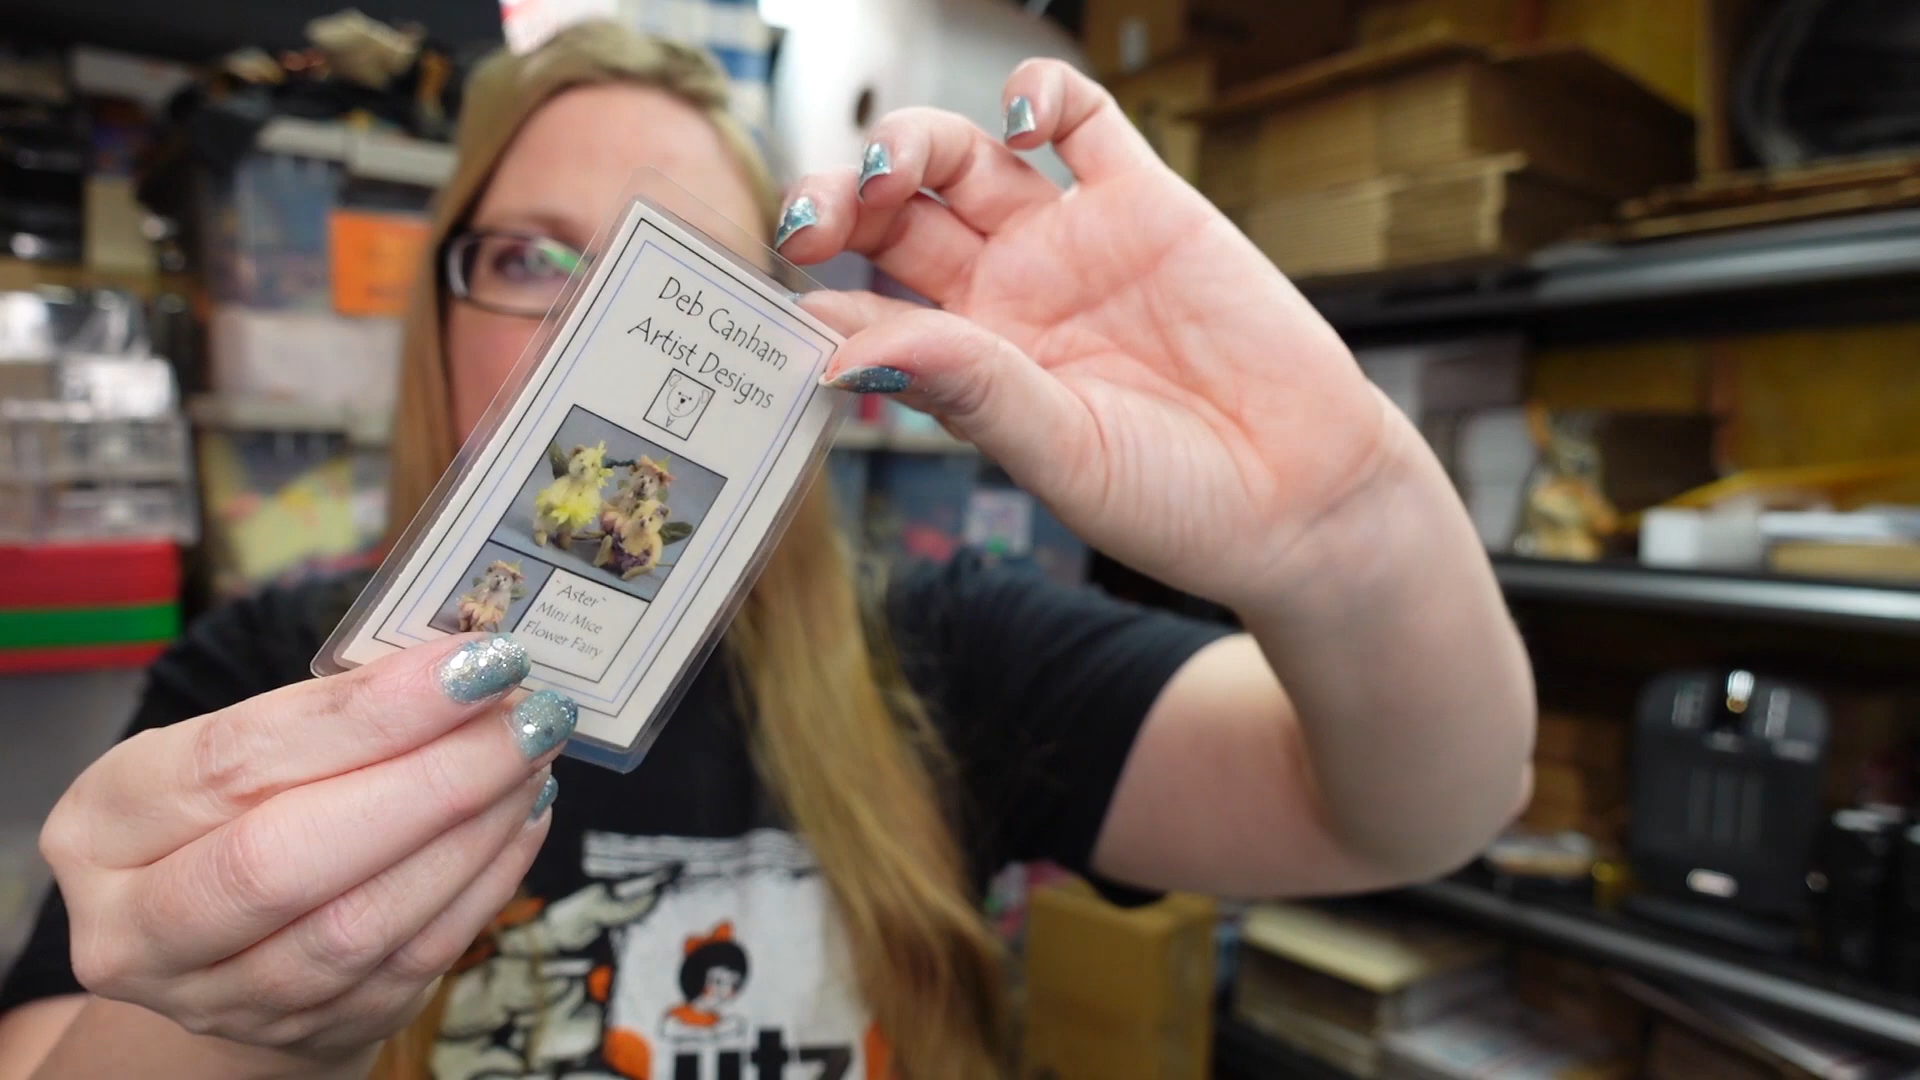 Deb Canham
Artist Designs
"Aster"
Mini Mice
Flower Fairy
utz